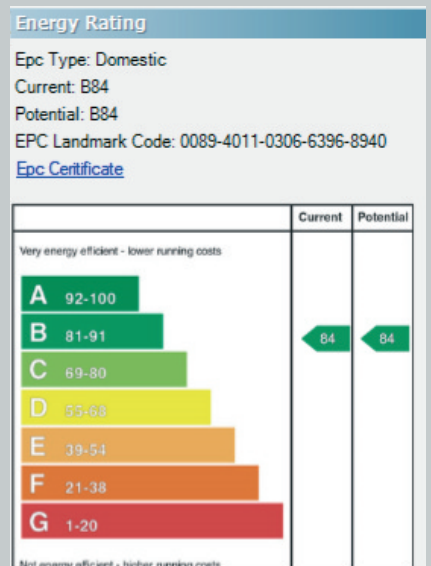 Energy Rating
Epc Type: Domestic
Current: B84
Potential: B84
EPC Landmark Code: 0089-4011-0306-6396-8940
Epc Ceritificate
Current Potential
Very energy efficient - lower running costs
A 92-100
B 81-91 84 84
C 69-80
D 55-68
E 39-54
F 21-38
G 1-20
Not energy efficient - higher running costs